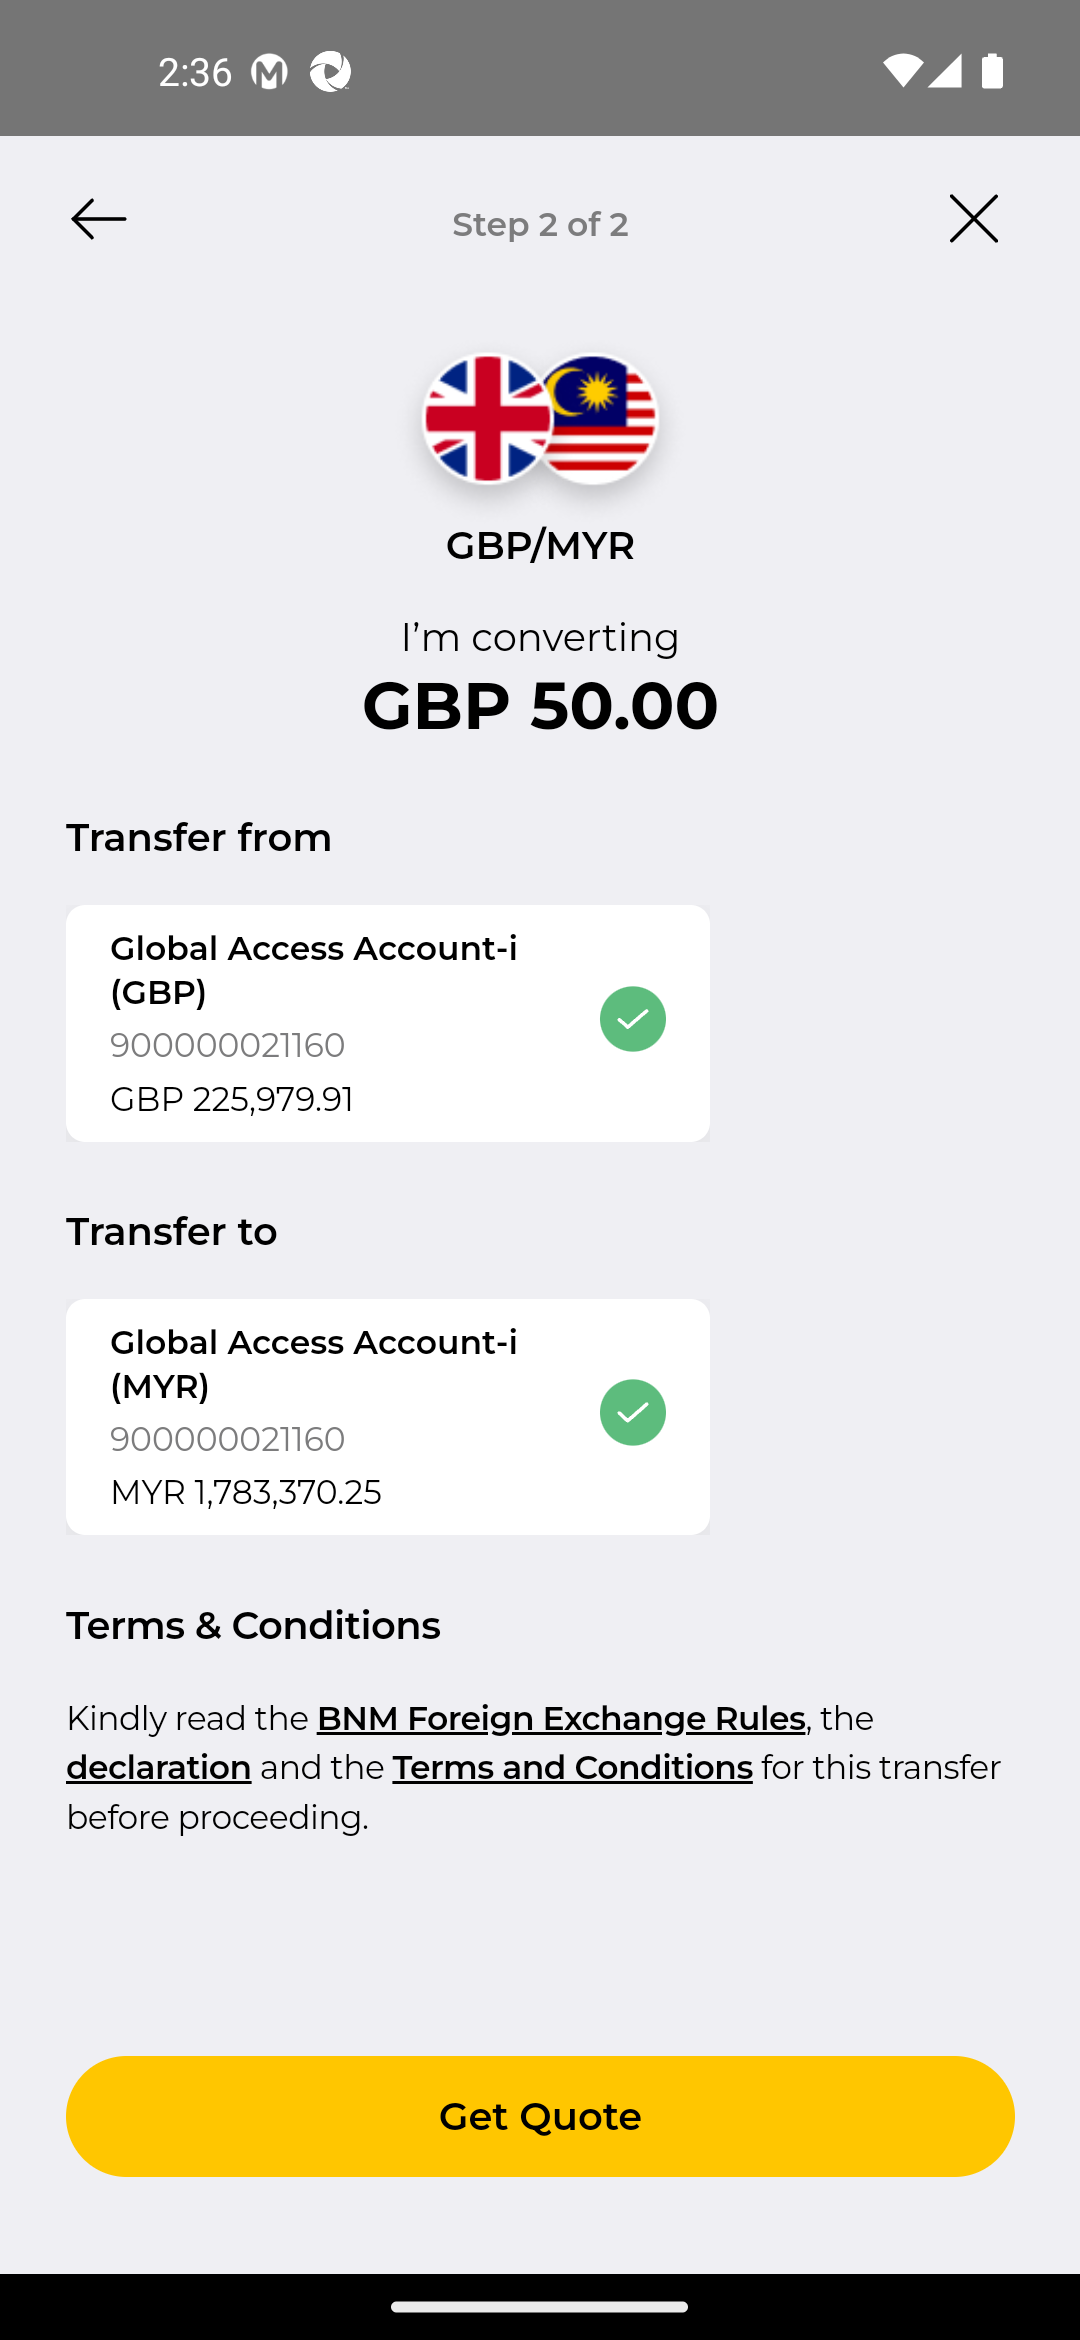 2:36
Step 2 of 2
GBP/MYR
I’m converting
GBP 50.00
Transfer from
Global Access Account-i
(GBP)
900000021160
GBP 225,979.91
Transfer to
Global Access Account-i
(MYR)
900000021160
MYR 1,783,370.25
Terms & Conditions
Kindly read the BNM Foreign Exchange Rules, the
declaration and the Terms and Conditions for this transfer
before proceeding.
Get Quote